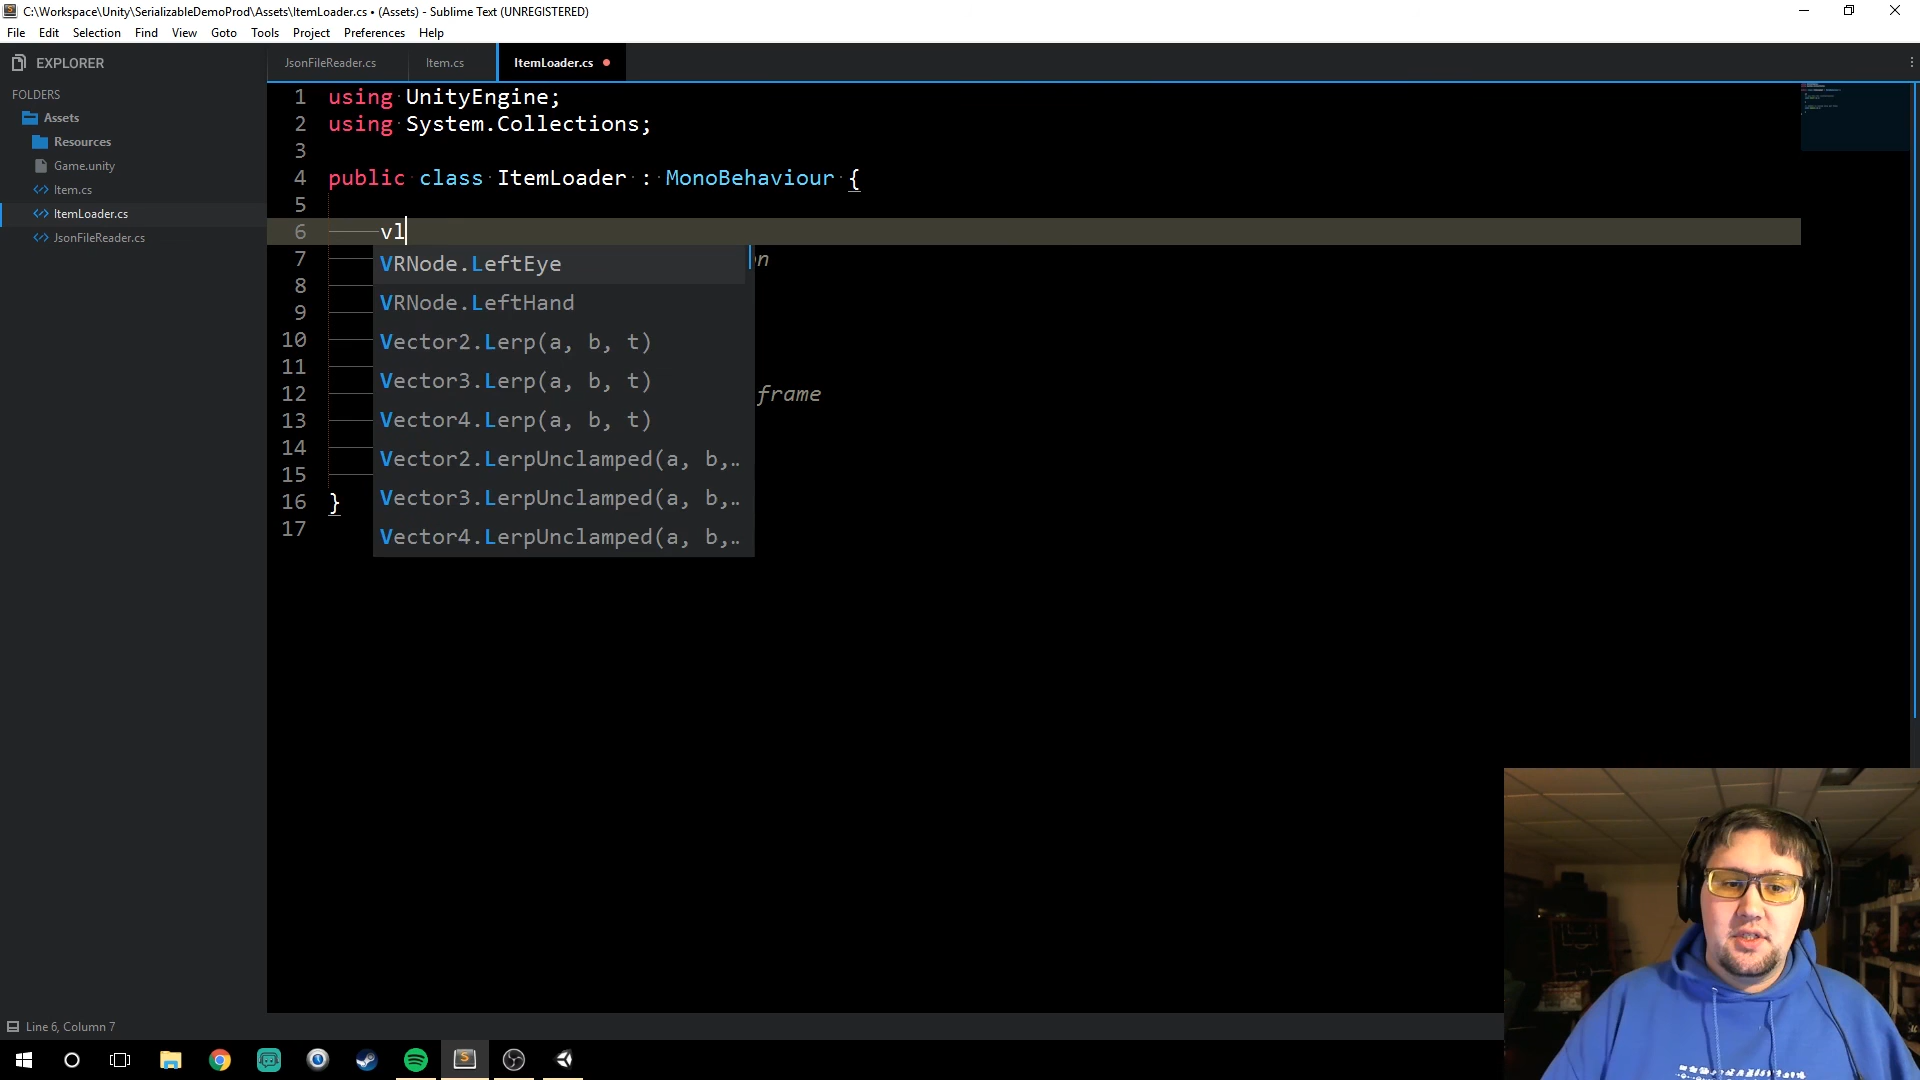 C:\Workspace\Unity\SerializableDemoProd\Assets\ItemLoader.cs • (Assets) - Sublime Text (UNREGISTERED)
File Edit Selection Find View Goto Tools Project Preferences Help
EXPLORER
FOLDERS
Assets
Resources
Game.unity
Item.cs
ItemLoader.cs
JsonFileReader.cs
JsonFileReader.cs Item.cs ItemLoader.cs
1 using UnityEngine;
2 using System.Collections;
3
4 public class ItemLoader : MonoBehaviour {
5
6 vl
7 n
8
9
10
11
12 frame
13
14
15
16 }
17
VRNode.LeftEye
VRNode.LeftHand
Vector2.Lerp(a, b, t)
Vector3.Lerp(a, b, t)
Vector4.Lerp(a, b, t)
Vector2.LerpUnclamped(a, b,..
Vector3.LerpUnclamped(a, b,..
Vector4.LerpUnclamped(a, b,..
Line 6, Column 7